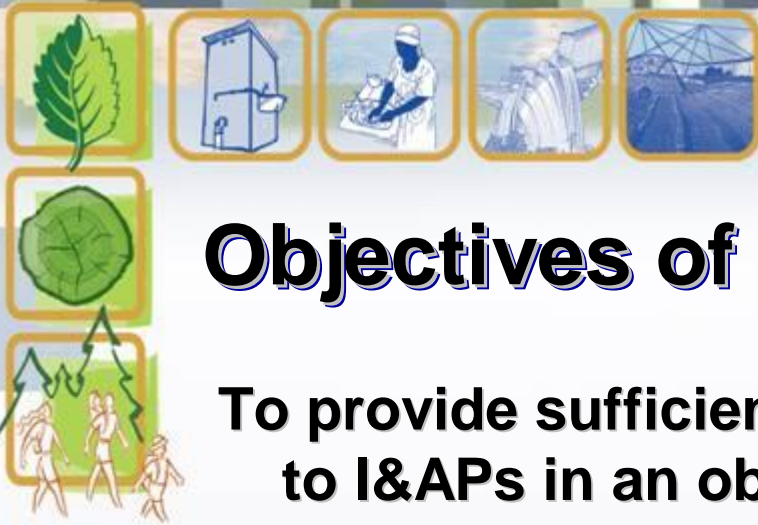 Objectives of
To provide sufficien
to I&APs in an ob